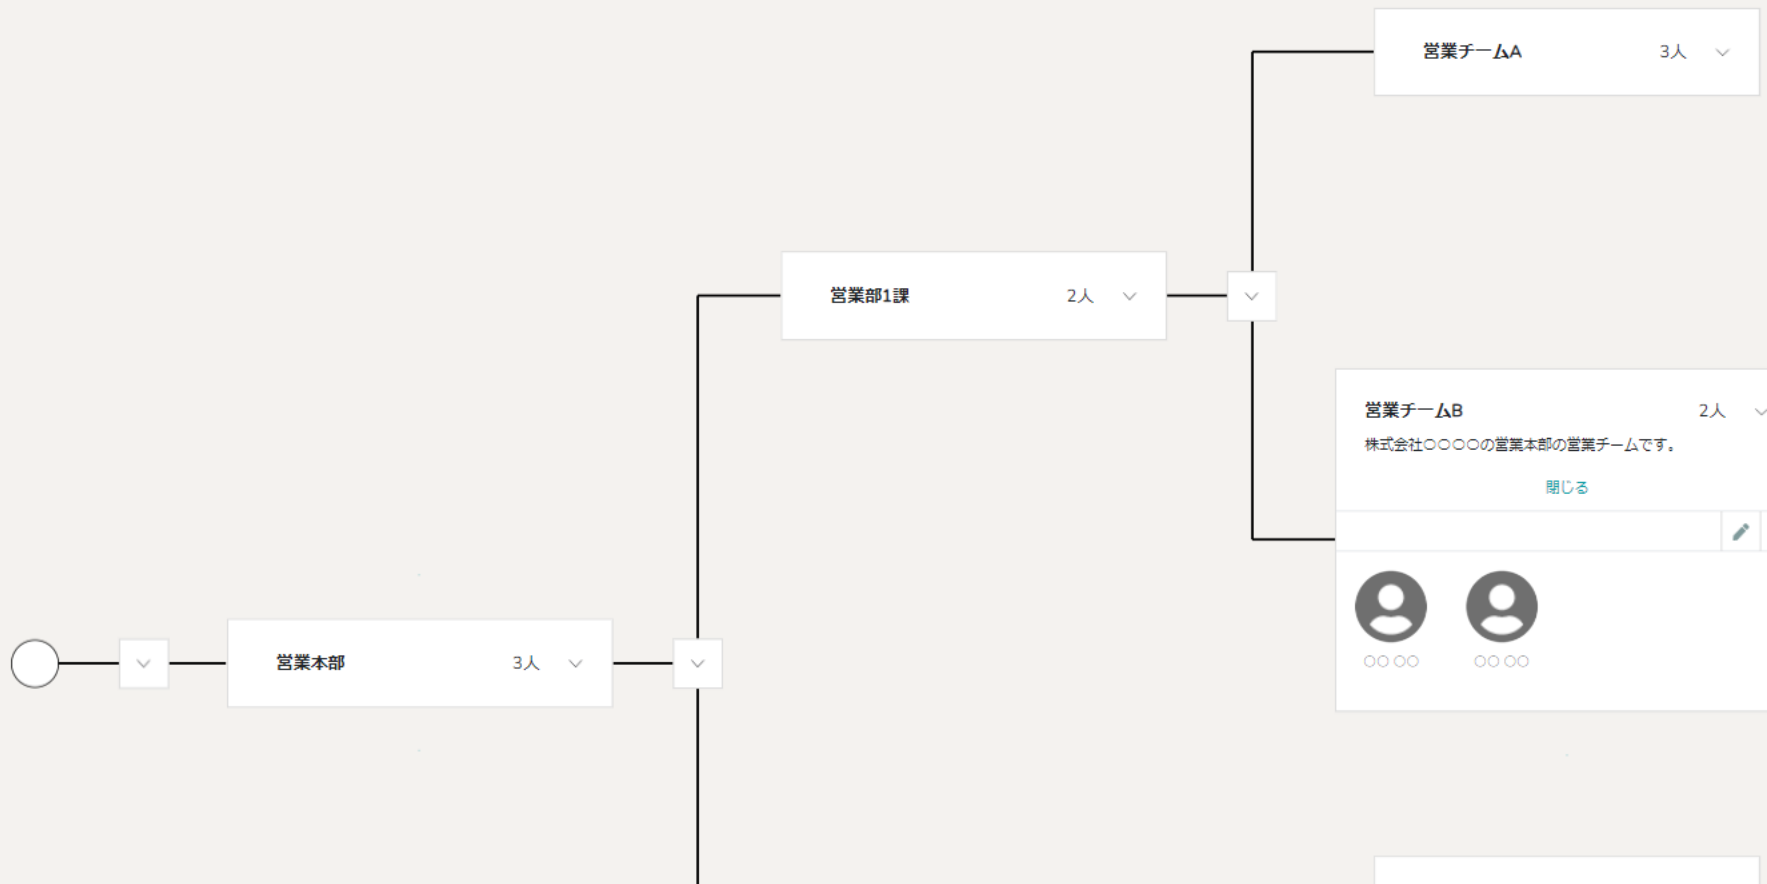 営業チームA 3人
営業部1課 2人
営業チームB 2人
株式会社○○○○の営業本部の営業チームです。
閉じる
○○ ○○ ○○ ○○
営業本部 3人